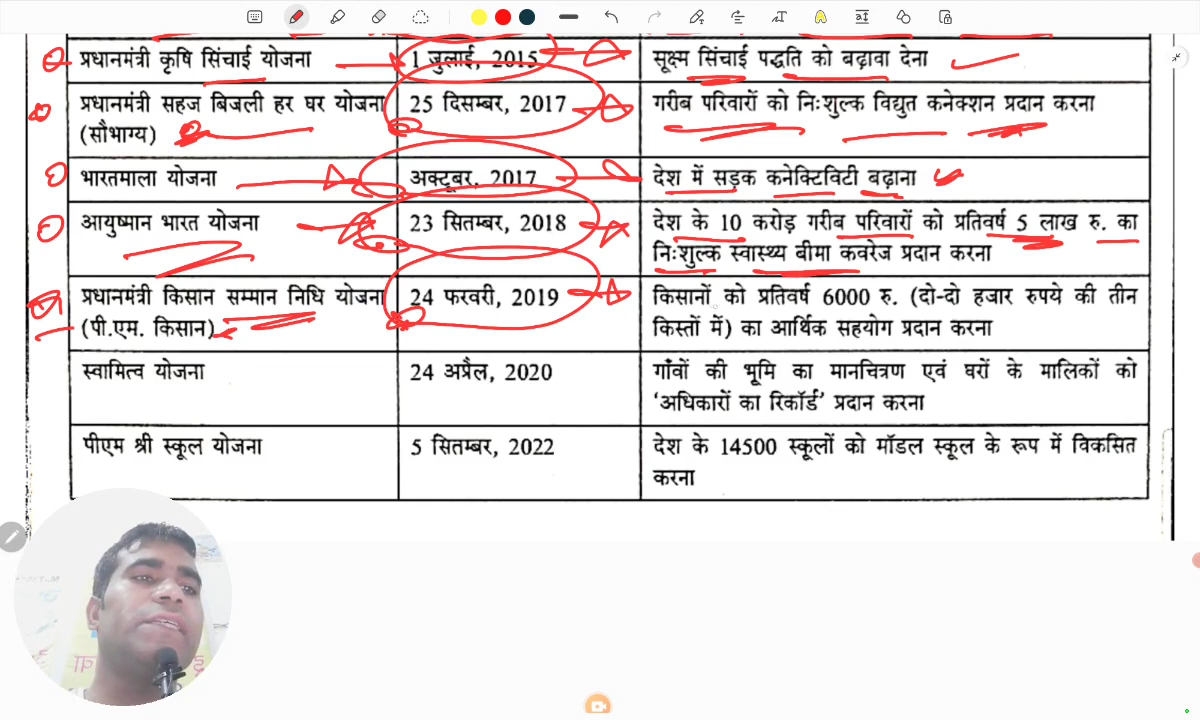 प्रधानमंत्री कृषि सिंचाई योजना 1 जुलाई, 2015 सूक्ष्म सिंचाई पद्धति को बढ़ावा देना
प्रधानमंत्री सहज बिजली हर घर योजना 25 दिसम्बर, 2017 गरीब परिवारों को निःशुल्क विद्युत कनेक्शन प्रदान करना
(सौभाग्य)
भारतमाला योजना अक्टूबर, 2017 देश में सड़क कनेक्टिविटी बढ़ाना
आयुष्मान भारत योजना 23 सितम्बर, 2018 देश के 10 करोड़ गरीब परिवारों को प्रतिवर्ष 5 लाख रु. का
निःशुल्क स्वास्थ्य बीमा कवरेज प्रदान करना
प्रधानमंत्री किसान सम्मान निधि योजना 24 फरवरी, 2019 किसानों को प्रतिवर्ष 6000 रु. (दो-दो हजार रुपये की तीन
(पी.एम. किसान) किस्तों में) का आर्थिक सहयोग प्रदान करना
स्वामित्व योजना 24 अप्रैल, 2020 गाँवों की भूमि का मानचित्रण एवं घरों के मालिकों को
‘अधिकारों का रिकॉर्ड’ प्रदान करना
पीएम श्री स्कूल योजना 5 सितम्बर, 2022 देश के 14500 स्कूलों को मॉडल स्कूल के रूप में विकसित
करना